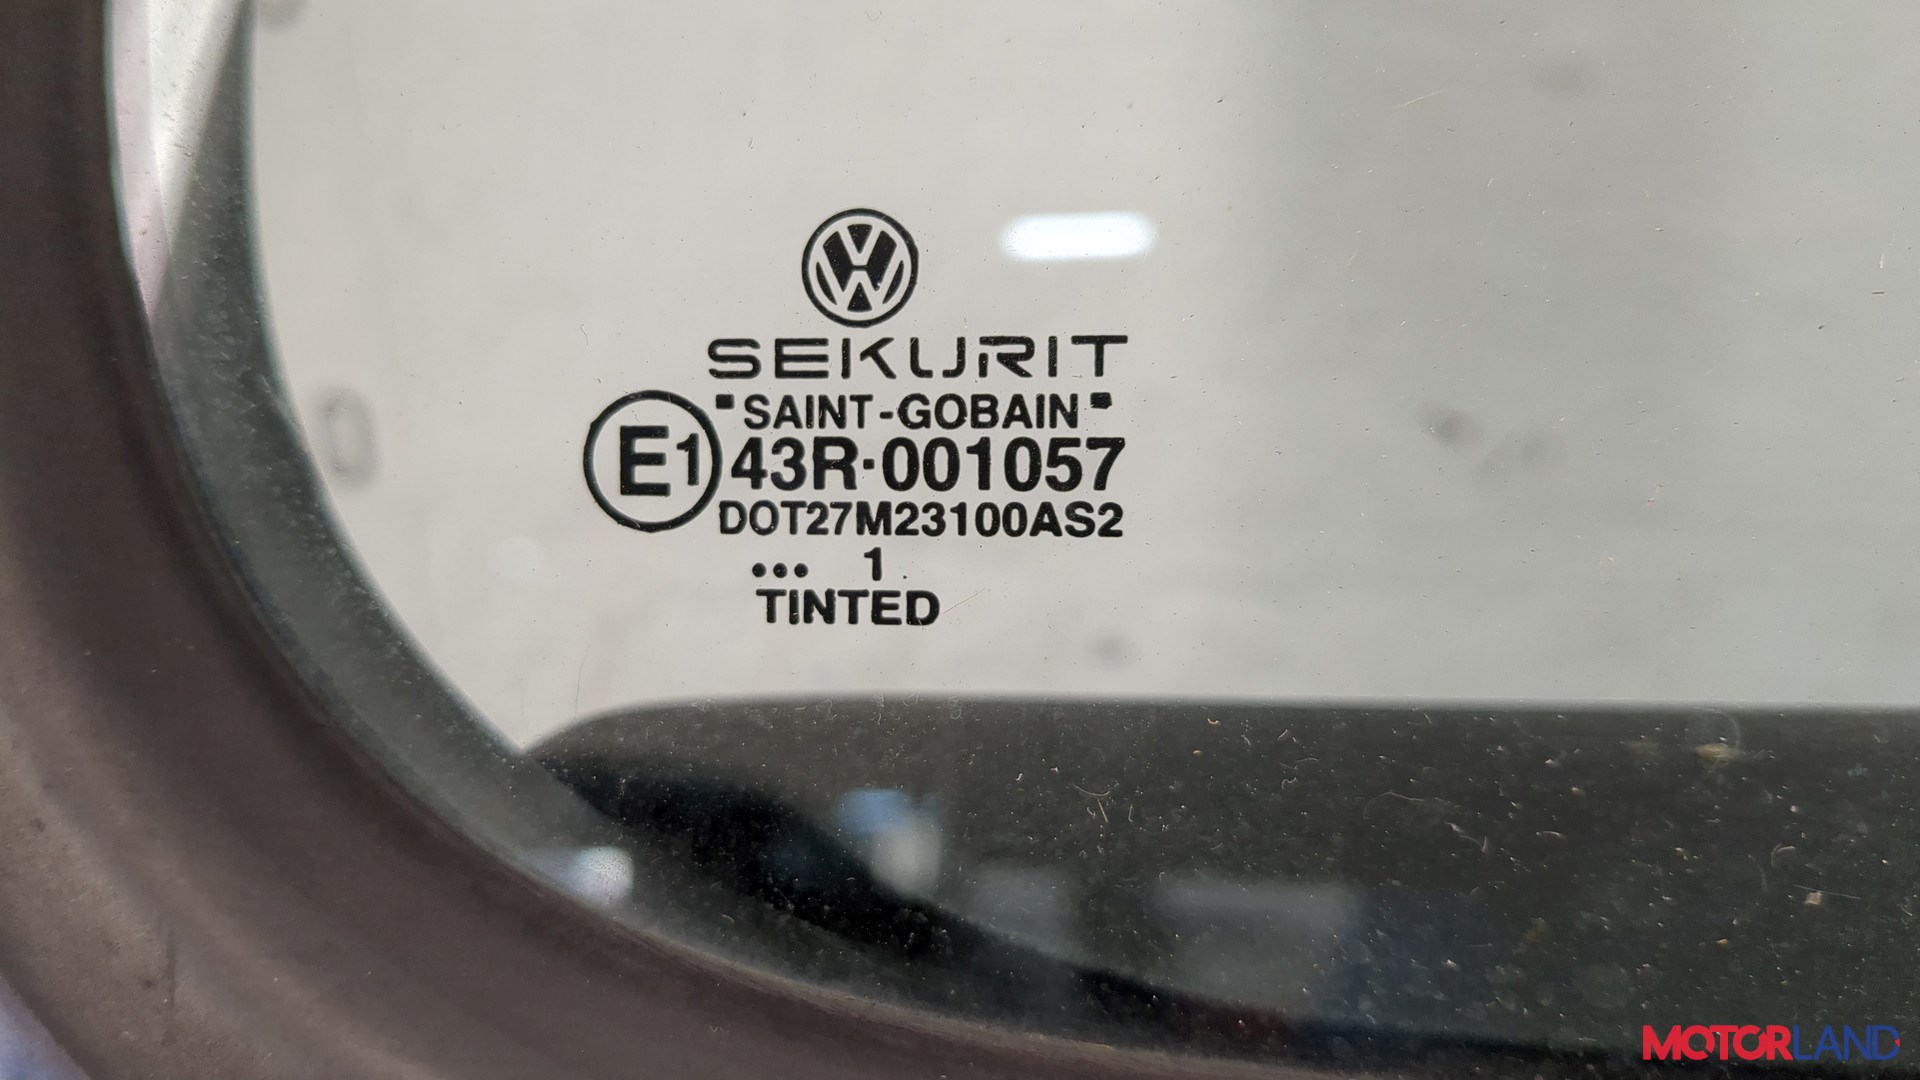 SEKURIT
SAINT-GOBAIN
E1 43R·001057
DOT27M23100AS2
... 1
TINTED
MOTORLAND